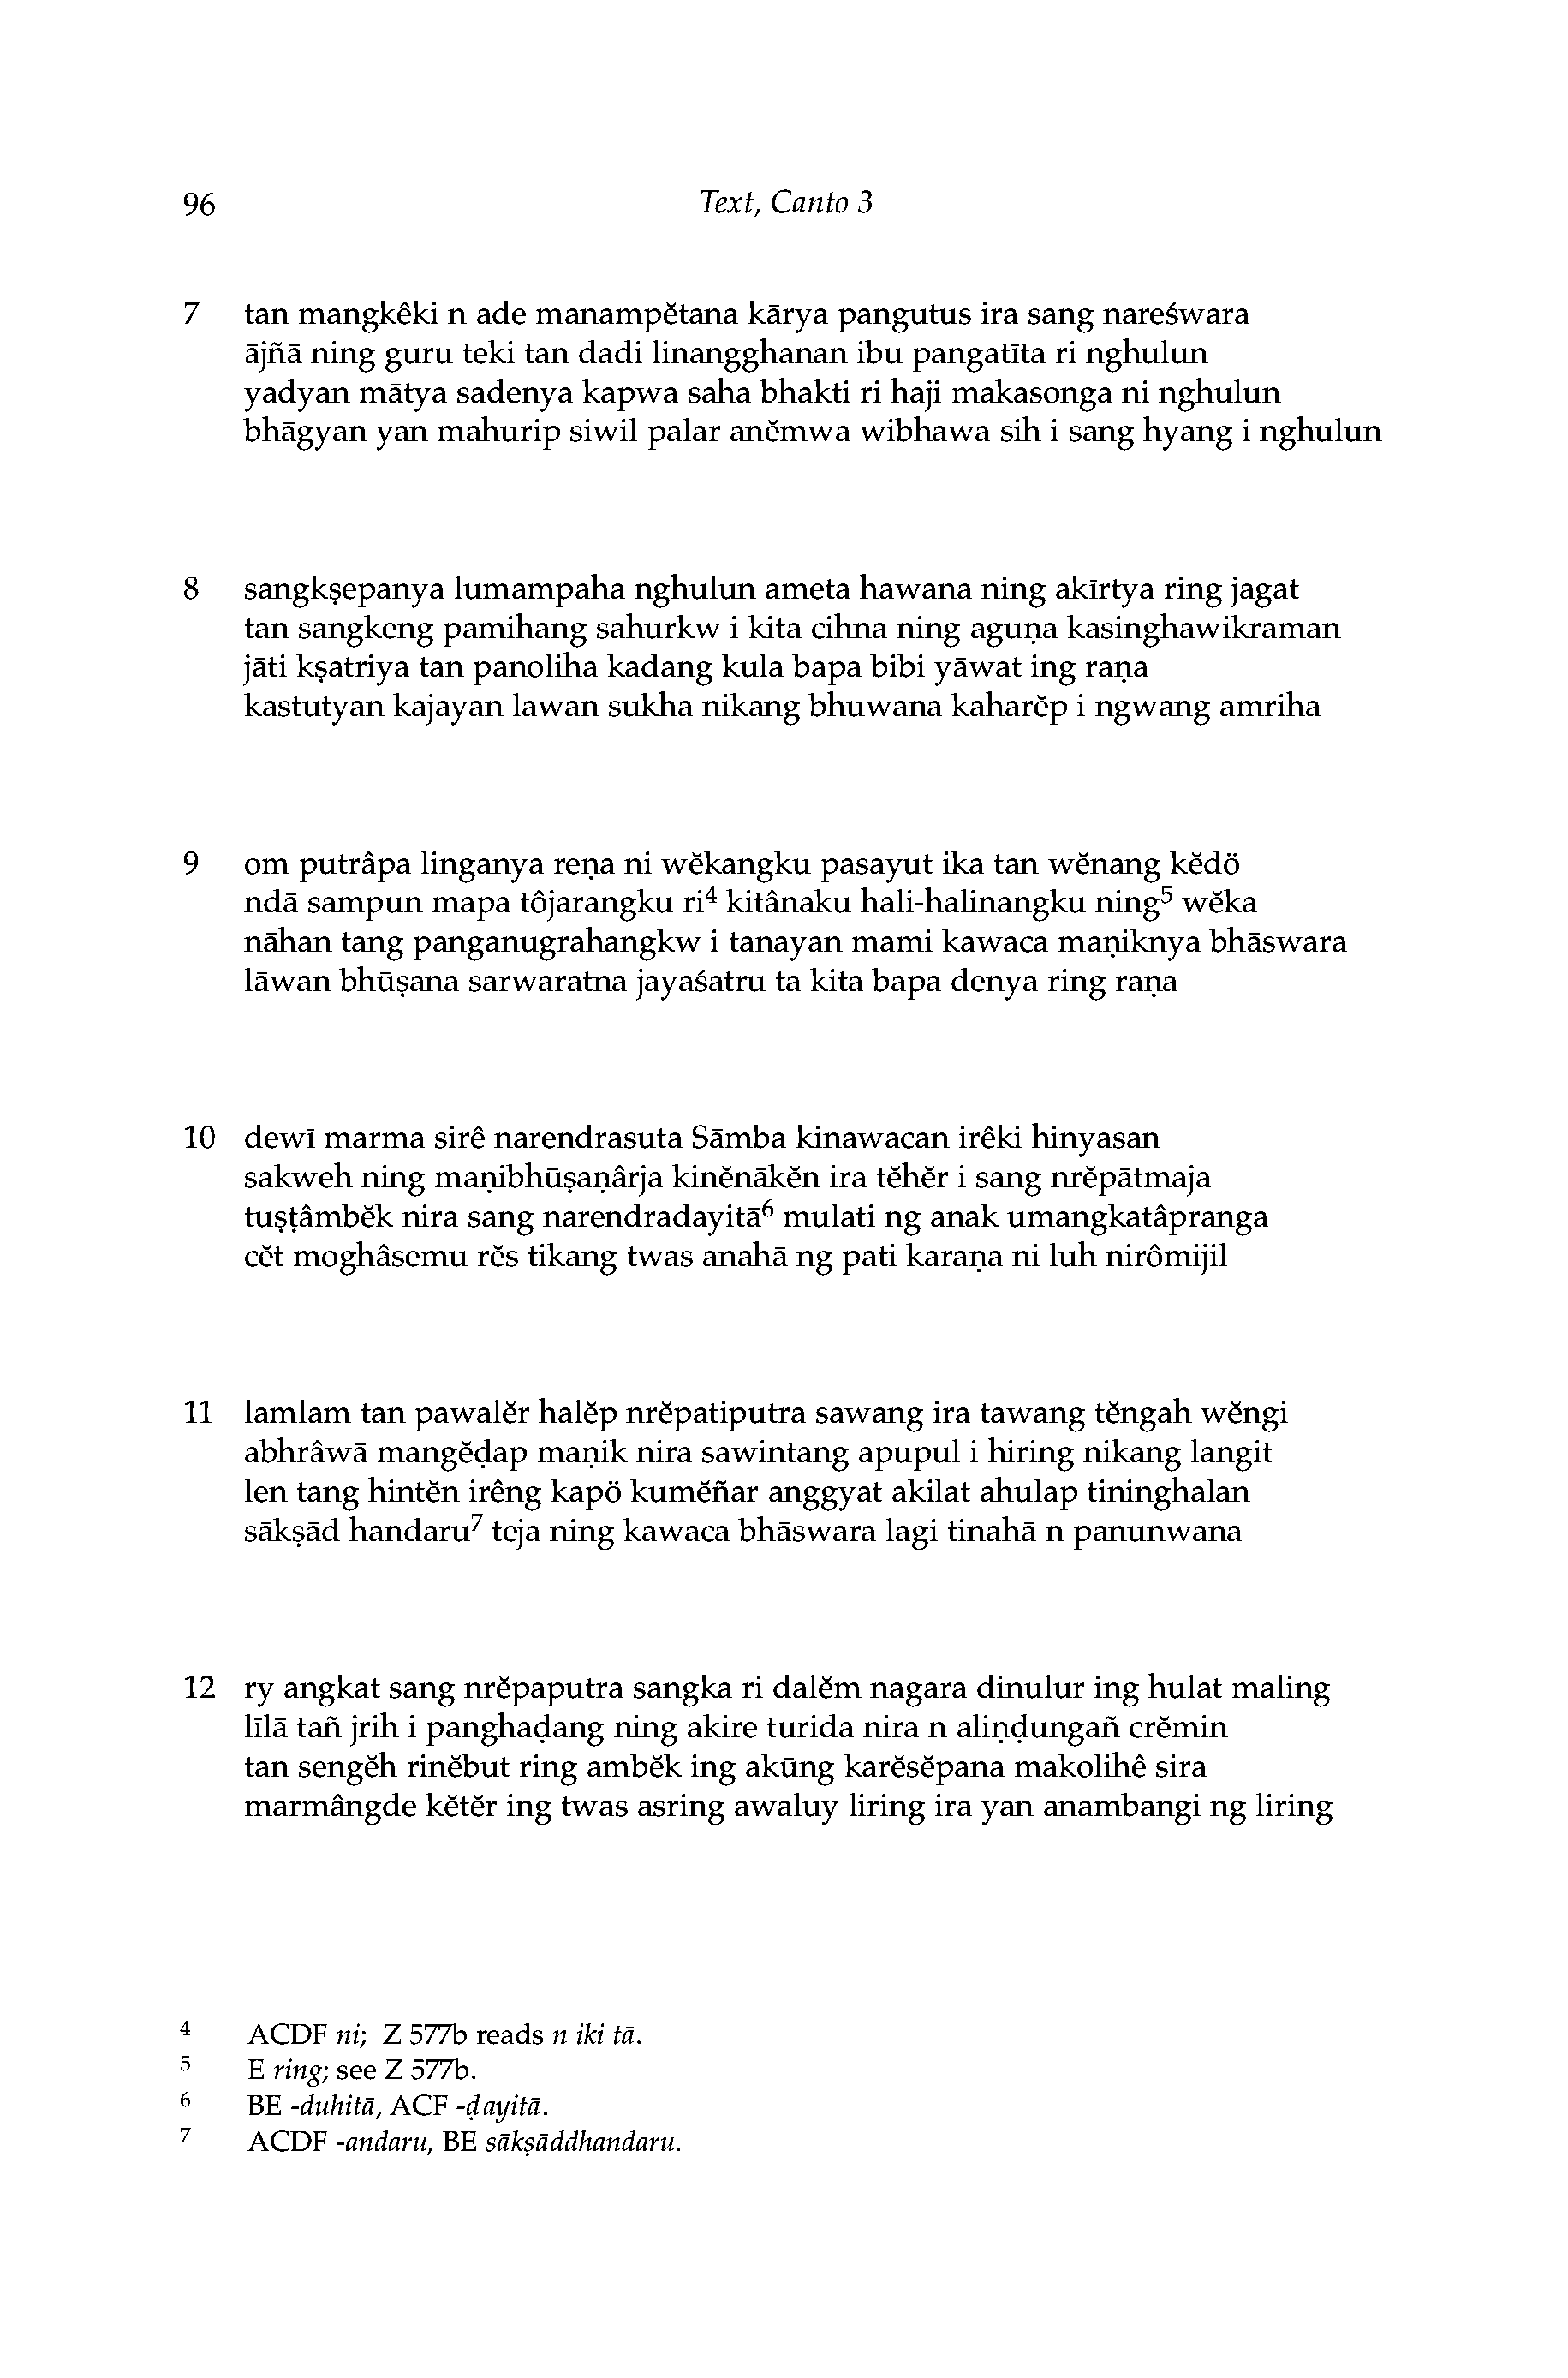 96 Text, Canto 3
7 tan mangkêki n ade manampĕtana kārya pangutus ira sang nareśwara
ājñā ning guru teki tan dadi linangghanan ibu pangatīta ri nghulun
yadyan mātya sadenya kapwa saha bhakti ri haji makasonga ni nghulun
bhāgyan yan mahurip siwil palar anĕmwa wibhawa sih i sang hyang i nghulun
8 sangkṣepanya lumampaha nghulun ameta hawana ning akīrtya ring jagat
tan sangkeng pamihang sahurkw i kita cihna ning aguṇa kasinghawikraman
jāti kṣatriya tan panoliha kadang kula bapa bibi yāwat ing raṇa
kastutyan kajayan lawan sukha nikang bhuwana kaharĕp i ngwang amriha
9 om putrâpa linganya reṇa ni wĕkangku pasayut ika tan wĕnang kĕdö
ndā sampun mapa tôjarangku ri⁴ kitânaku hali-halinangku ning⁵ wĕka
nāhan tang panganugrahangkw i tanayan mami kawaca maṇiknya bhāswara
lāwan bhūṣana sarwaratna jayaśatru ta kita bapa denya ring raṇa
10 dewī marma sirê narendrasuta Sāmba kinawacan irêki hinyasan
sakweh ning maṇibhūṣaṇârja kinĕnākĕn ira tĕhĕr i sang nrĕpātmaja
tuṣṭâmbĕk nira sang narendradayitā⁶ mulati ng anak umangkatâpranga
cĕt moghâsemu rĕs tikang twas anahā ng pati karaṇa ni luh nirômijil
11 lamlam tan pawalĕr halĕp nrĕpatiputra sawang ira tawang tĕngah wĕngi
abhrâwā mangĕḍap maṇik nira sawintang apupul i hiring nikang langit
len tang hintĕn irêng kapö kumĕñar anggyat akilat ahulap tininghalan
sākṣād handaru⁷ teja ning kawaca bhāswara lagi tinahā n panunwana
12 ry angkat sang nrĕpaputra sangka ri dalĕm nagara dinulur ing hulat maling
līlā tañ jrih i panghaḍang ning akire turida nira n aliṇḍungañ crĕmin
tan sengĕh rinĕbut ring ambĕk ing akūng karĕsĕpana makolihê sira
marmângde kĕtĕr ing twas asring awaluy liring ira yan anambangi ng liring
4 ACDF ni; Z 577b reads n iki tā.
5 E ring; see Z 577b.
6 BE -duhitā, ACF -ḍayitā.
7 ACDF -andaru, BE sākṣāddhandaru.